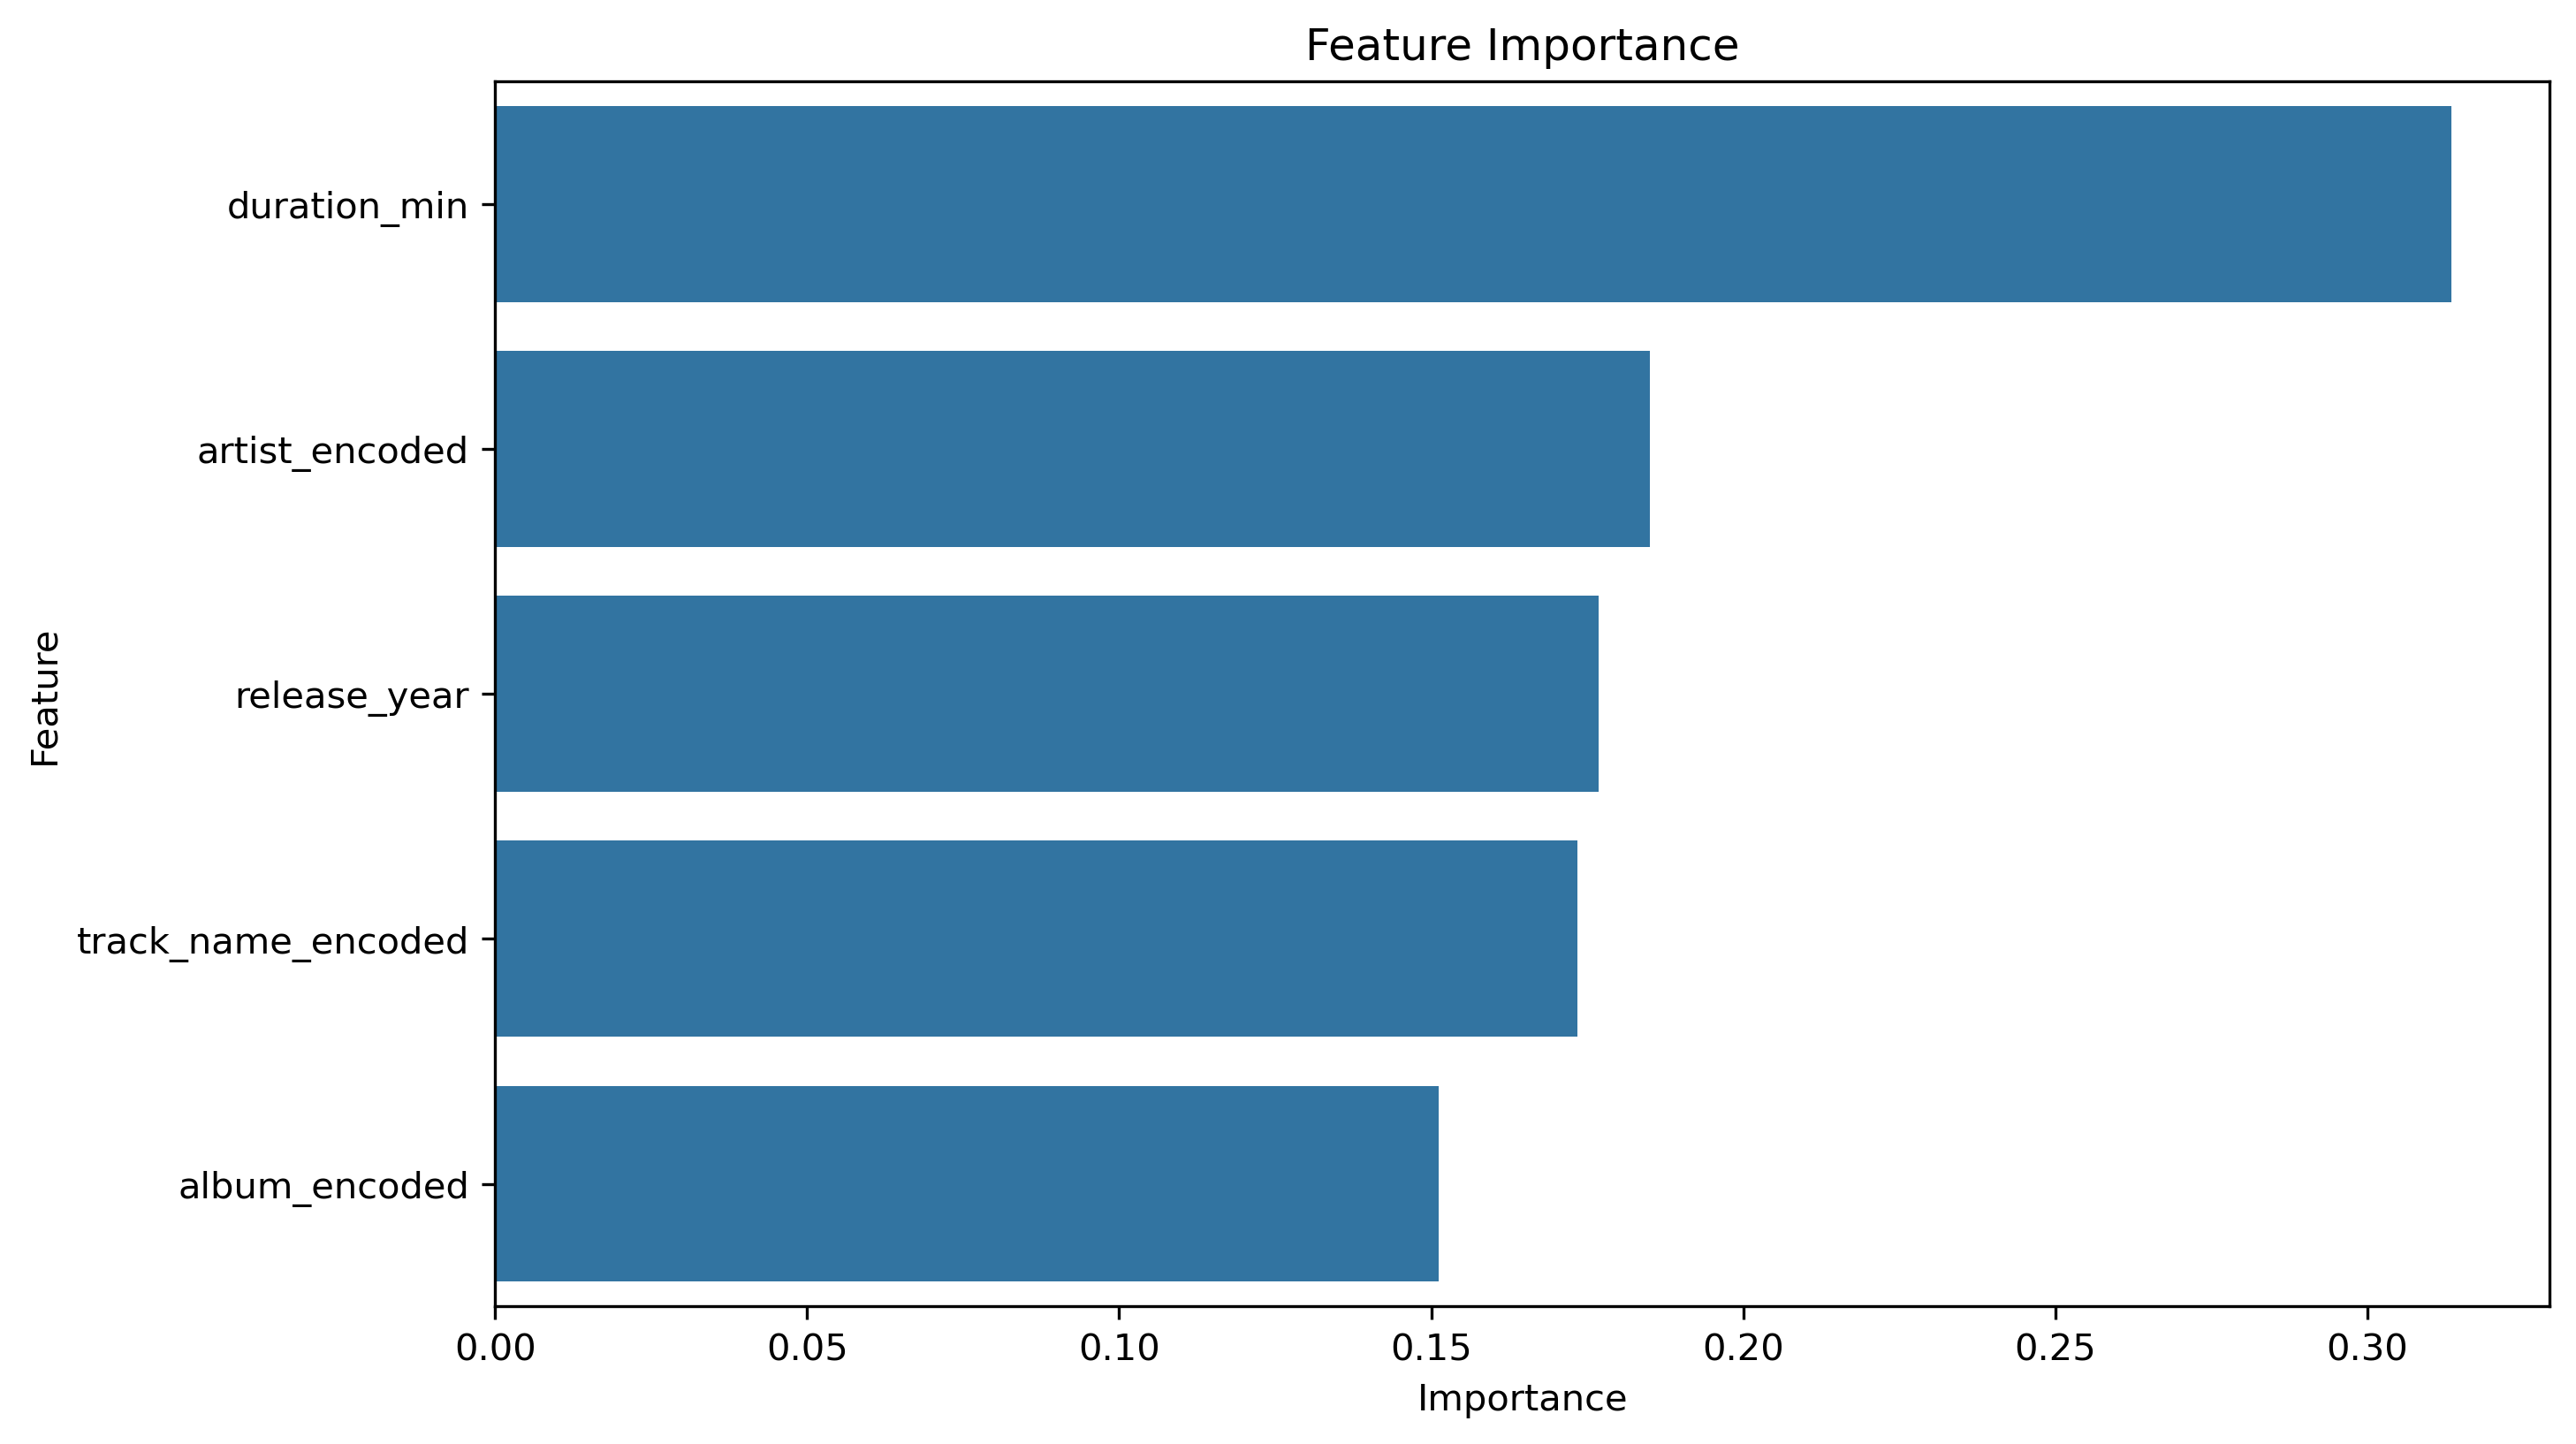 Feature Importance
duration_min
artist_encoded
release_year
track_name_encoded
album_encoded
Feature
0.00 0.05 0.10 0.15 0.20 0.25 0.30
Importance